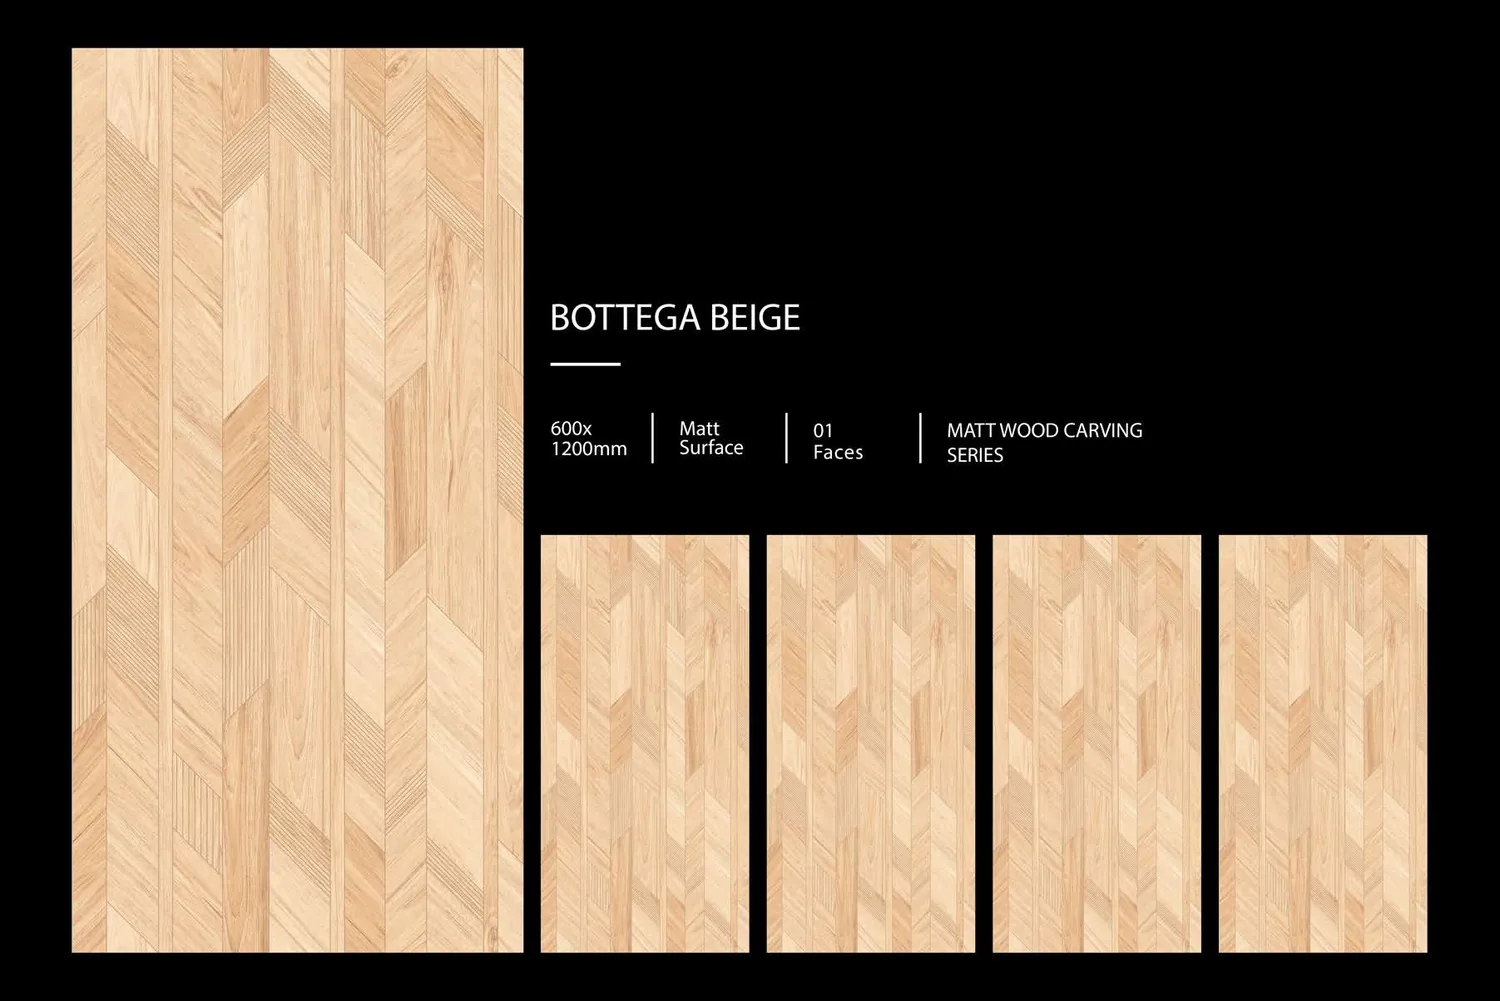 BOTTEGA BEIGE
600x
1200mm
Matt
Surface
01
Faces
MATT WOOD CARVING
SERIES